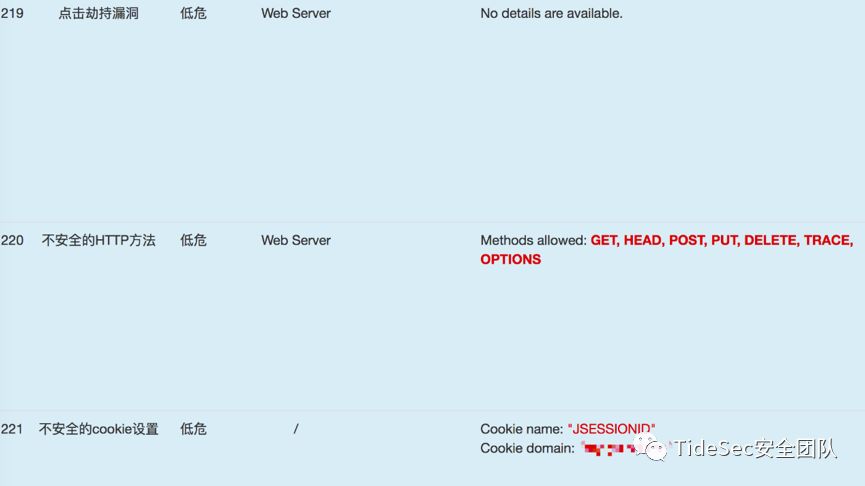 219 点击劫持漏洞 低危 Web Server No details are available.
220 不安全的HTTP方法 低危 Web Server Methods allowed: GET, HEAD, POST, PUT, DELETE, TRACE,
OPTIONS
221 不安全的cookie设置 低危 / Cookie name: "JSESSIONID"
Cookie domain: "
TideSec安全团队